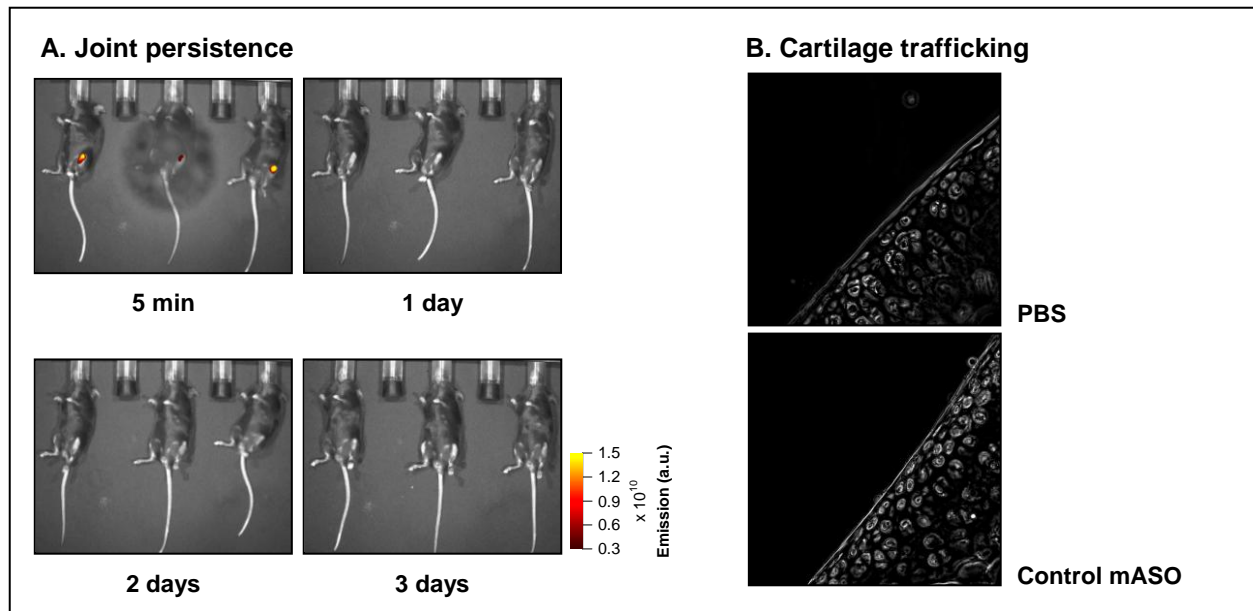 A. Joint persistence
B. Cartilage trafficking
5 min
1 day
PBS
2 days
3 days
1.5
1.2
0.9
0.6
0.3
x 10^10
Emission (a.u.)
Control mASO